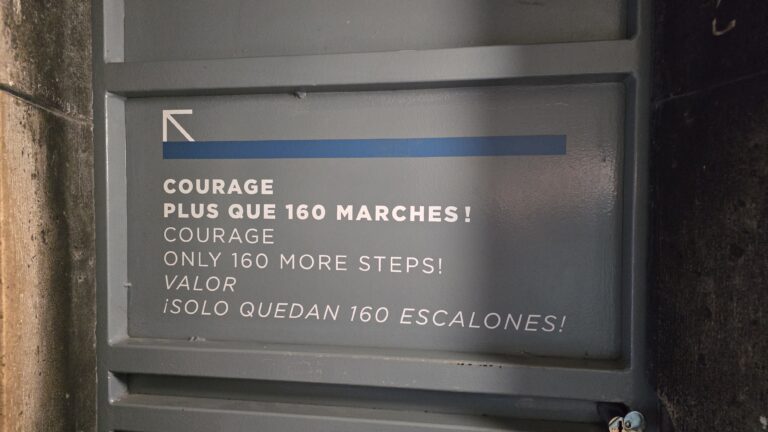 COURAGE
PLUS QUE 160 MARCHES !
COURAGE
ONLY 160 MORE STEPS!
VALOR
¡SOLO QUEDAN 160 ESCALONES!